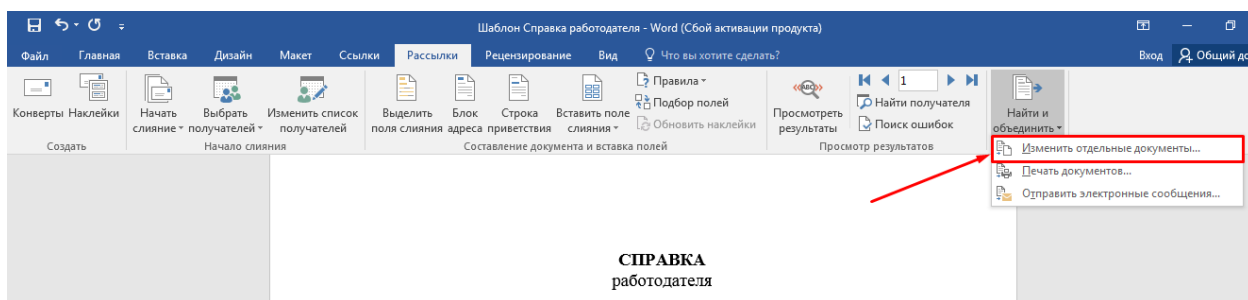 Шаблон Справка работодателя - Word (Сбой активации продукта)
Файл Главная Вставка Дизайн Макет Ссылки Рассылки Рецензирование Вид Что вы хотите сделать? Вход Общий до
Конверты Наклейки
Создать
Начать слияние
Выбрать получателей
Изменить список получателей
Начало слияния
Выделить поля слияния
Блок адреса
Строка приветствия
Вставить поле слияния
Правила
Подбор полей
Обновить наклейки
Составление документа и вставка полей
«ABC»
Просмотреть результаты
1
Найти получателя
Поиск ошибок
Просмотр результатов
Найти и объединить
Изменить отдельные документы...
Печать документов...
Отправить электронные сообщения...
СПРАВКА
работодателя